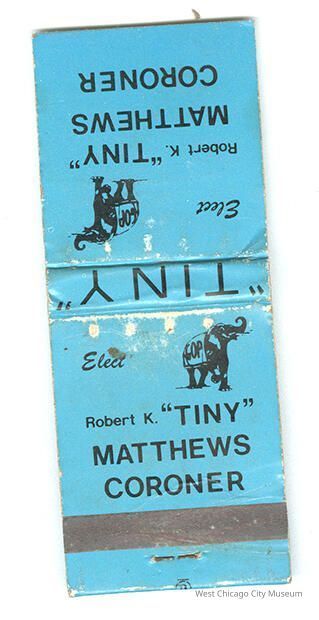 Elect
GOP
Robert K. "TINY"
MATTHEWS
CORONER
"TINY"
Elect
GOP
Robert K. "TINY"
MATTHEWS
CORONER
West Chicago City Museum